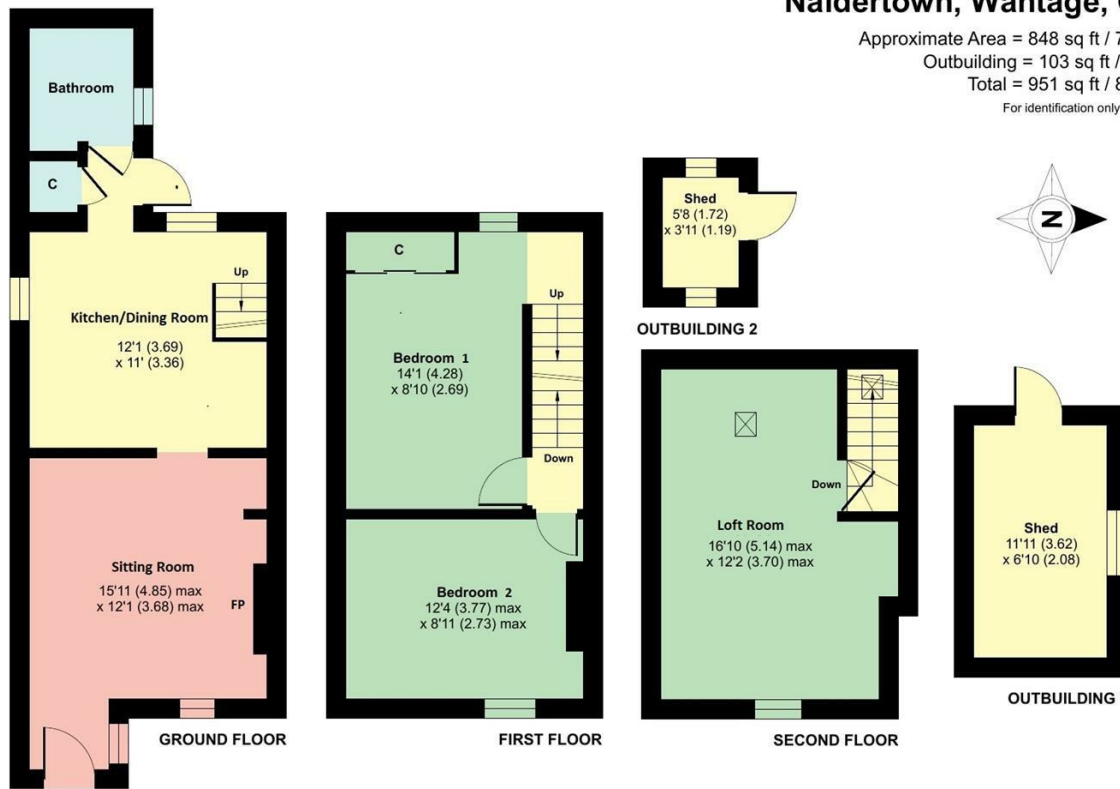 Naldertown, Wantage,
Approximate Area = 848 sq ft /
Outbuilding = 103 sq ft /
Total = 951 sq ft /
For identification only
Bathroom
C
Up
Kitchen/Dining Room
12'1 (3.69)
x 11' (3.36)
Sitting Room
15'11 (4.85) max
x 12'1 (3.68) max
FP
GROUND FLOOR
C
Up
Bedroom 1
14'1 (4.28)
x 8'10 (2.69)
Down
Bedroom 2
12'4 (3.77) max
x 8'11 (2.73) max
FIRST FLOOR
Shed
5'8 (1.72)
x 3'11 (1.19)
OUTBUILDING 2
N
Down
Loft Room
16'10 (5.14) max
x 12'2 (3.70) max
SECOND FLOOR
Shed
11'11 (3.62)
x 6'10 (2.08)
OUTBUILDING